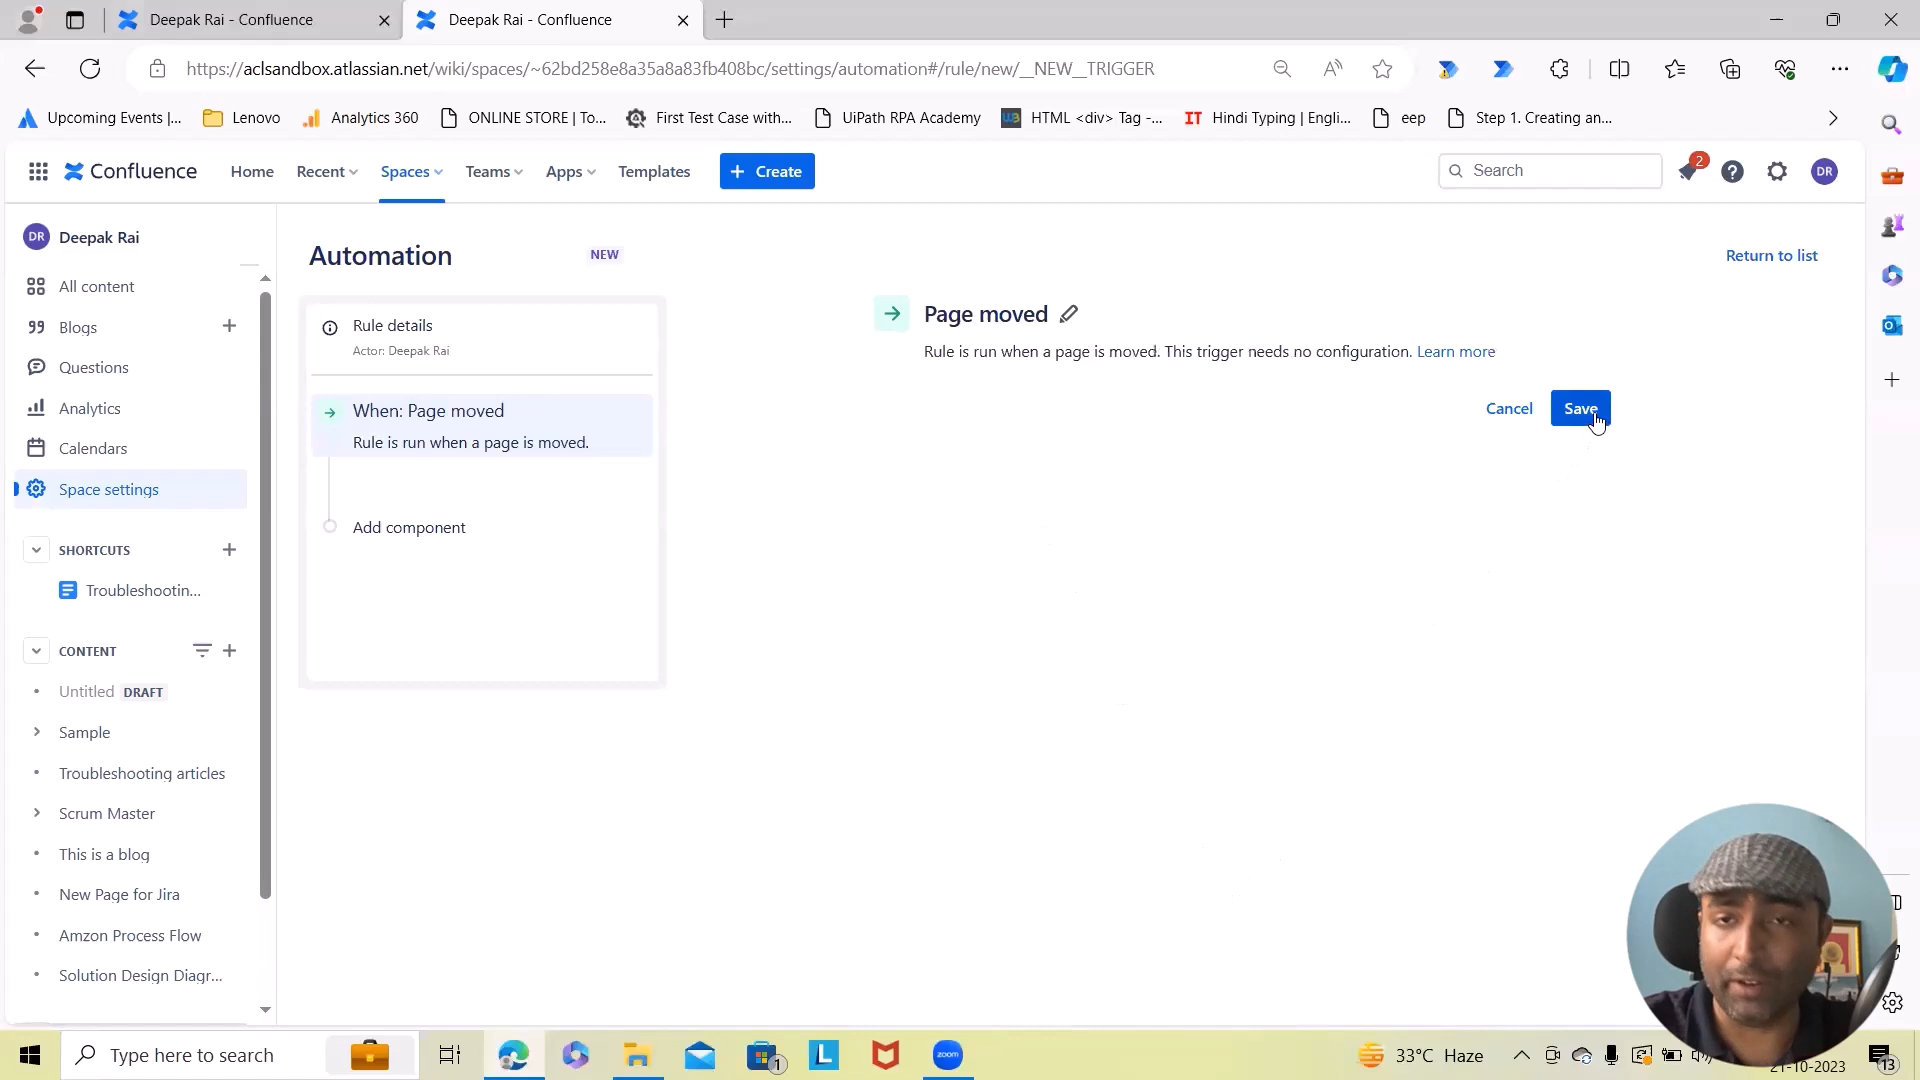 Deepak Rai - Confluence
Deepak Rai - Confluence
https://aclsandbox.atlassian.net/wiki/spaces/~62bd258e8a35a8a83fb408bc/settings/automation#/rule/new/__NEW__TRIGGER
Upcoming Events |...
Lenovo
Analytics 360
ONLINE STORE | To...
First Test Case with...
UiPath RPA Academy
HTML <div> Tag -...
IT Hindi Typing | Engli...
eep
Step 1. Creating an...
Confluence
Home
Recent
Spaces
Teams
Apps
Templates
+ Create
Search
2
DR
DR Deepak Rai
All content
Blogs
Questions
Analytics
Calendars
Space settings
SHORTCUTS
Troubleshootin...
CONTENT
Untitled DRAFT
Sample
Troubleshooting articles
Scrum Master
This is a blog
New Page for Jira
Amzon Process Flow
Solution Design Diagr...
Automation
NEW
Return to list
Rule details
Actor: Deepak Rai
When: Page moved
Rule is run when a page is moved.
Add component
Page moved
Rule is run when a page is moved. This trigger needs no configuration. Learn more
Cancel
Save
Type here to search
1
L
zoom
33°C Haze
21-10-2023
13